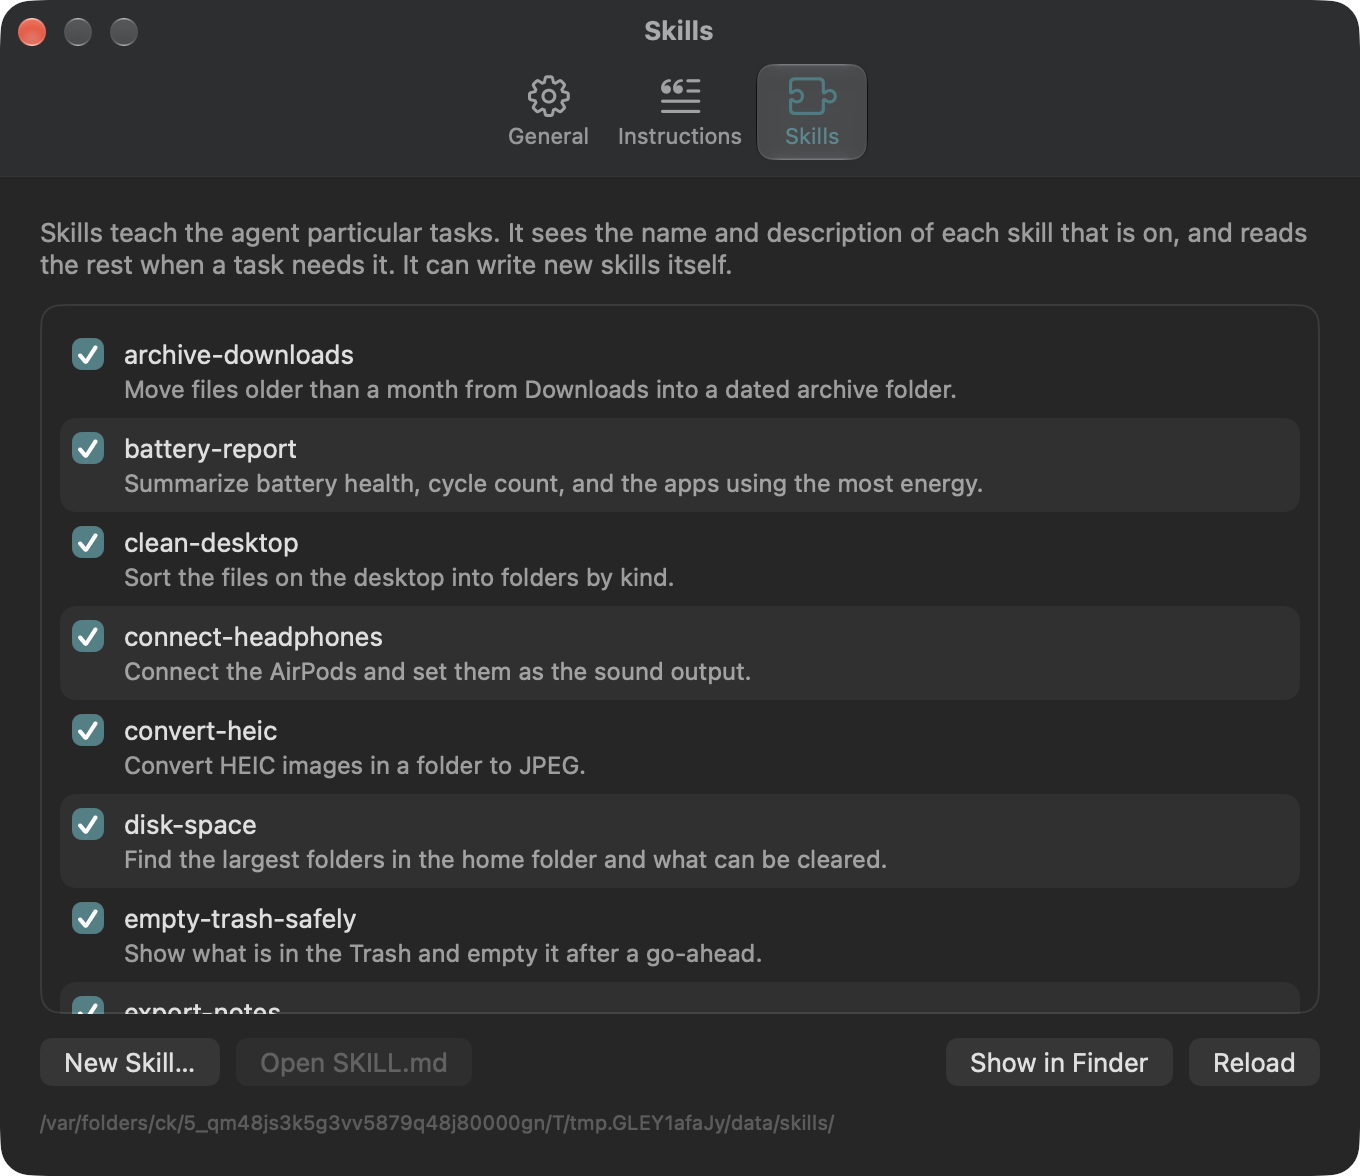 Skills
General
Instructions
Skills
Skills teach the agent particular tasks. It sees the name and description of each skill that is on, and reads
the rest when a task needs it. It can write new skills itself.
archive-downloads
Move files older than a month from Downloads into a dated archive folder.
battery-report
Summarize battery health, cycle count, and the apps using the most energy.
clean-desktop
Sort the files on the desktop into folders by kind.
connect-headphones
Connect the AirPods and set them as the sound output.
convert-heic
Convert HEIC images in a folder to JPEG.
disk-space
Find the largest folders in the home folder and what can be cleared.
empty-trash-safely
Show what is in the Trash and empty it after a go-ahead.
export-notes
New Skill...
Open SKILL.md
Show in Finder
Reload
/var/folders/ck/5_qm48js3k5g3vv5879q48j80000gn/T/tmp.GLEY1afaJy/data/skills/